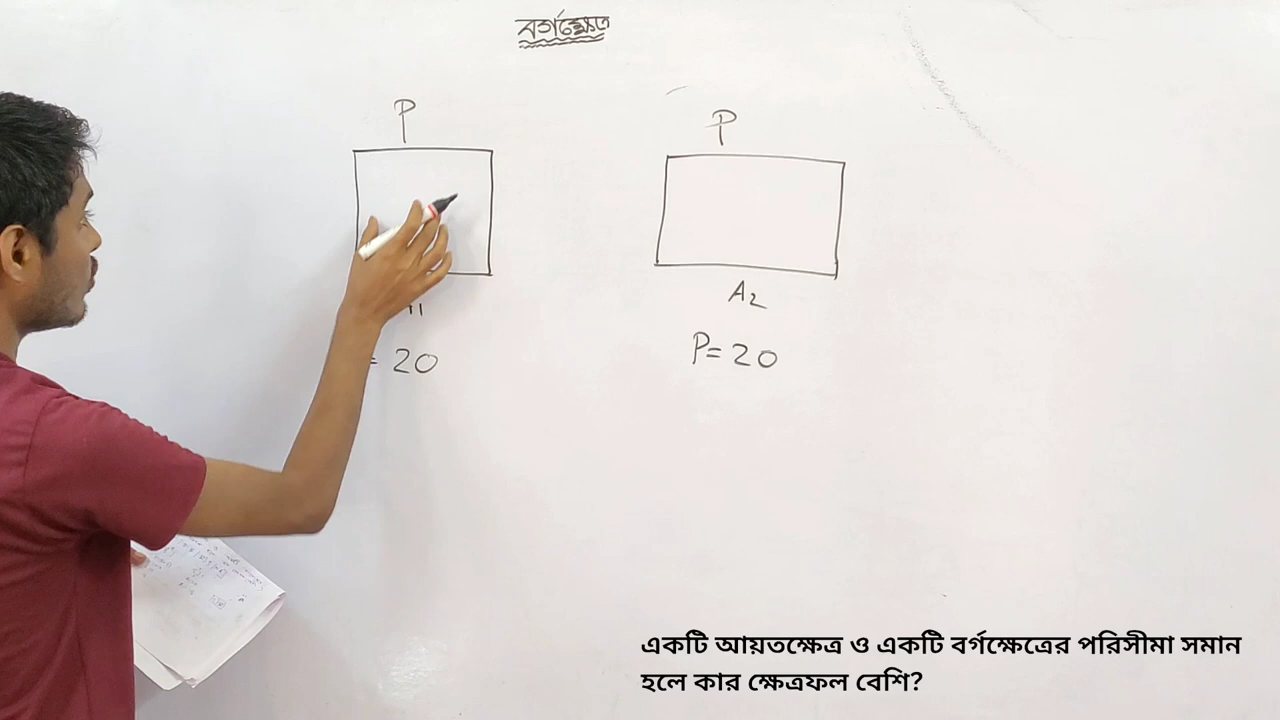 বর্গক্ষেত্র
P
P
A2
= 20
P= 20
একটি আয়তক্ষেত্র ও একটি বর্গক্ষেত্রের পরিসীমা সমান
হলে কার ক্ষেত্রফল বেশি?